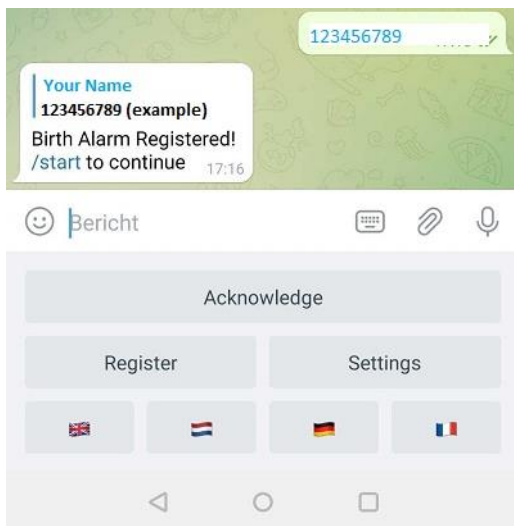 123456789
Your Name
123456789 (example)
Birth Alarm Registered!
/start to continue 17:16
Bericht
Acknowledge
Register Settings